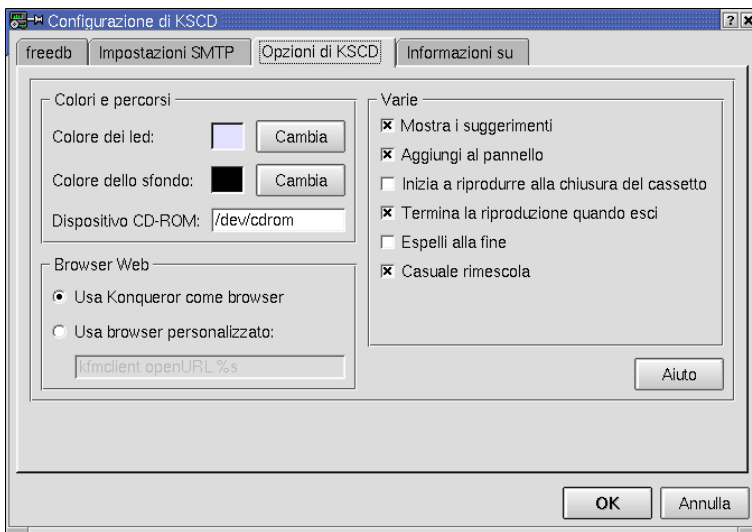 Configurazione di KSCD
freedb
Impostazioni SMTP
Opzioni di KSCD
Informazioni su
Colori e percorsi
Colore dei led:
Cambia
Colore dello sfondo:
Cambia
Dispositivo CD-ROM:
/dev/cdrom
Browser Web
Usa Konqueror come browser
Usa browser personalizzato:
kfmclient openURL %s
Varie
Mostra i suggerimenti
Aggiungi al pannello
Inizia a riprodurre alla chiusura del cassetto
Termina la riproduzione quando esci
Espelli alla fine
Casuale rimescola
Aiuto
OK
Annulla